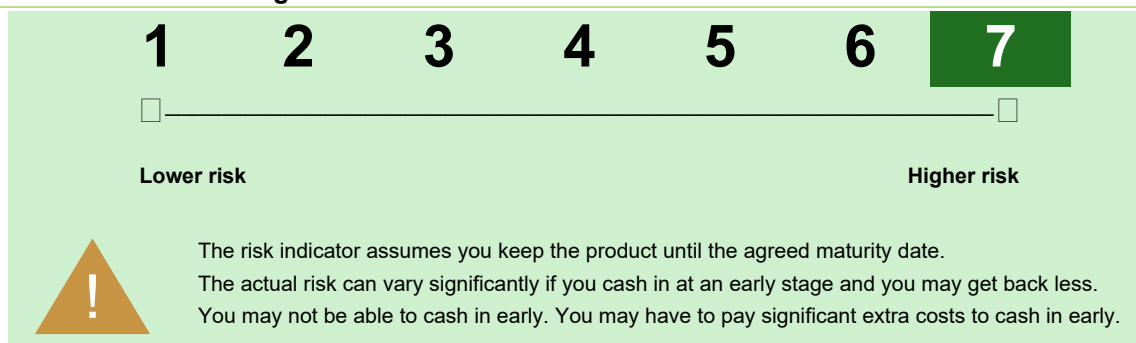 1 2 3 4 5 6 7
Lower risk Higher risk
The risk indicator assumes you keep the product until the agreed maturity date.
The actual risk can vary significantly if you cash in at an early stage and you may get back less.
You may not be able to cash in early. You may have to pay significant extra costs to cash in early.